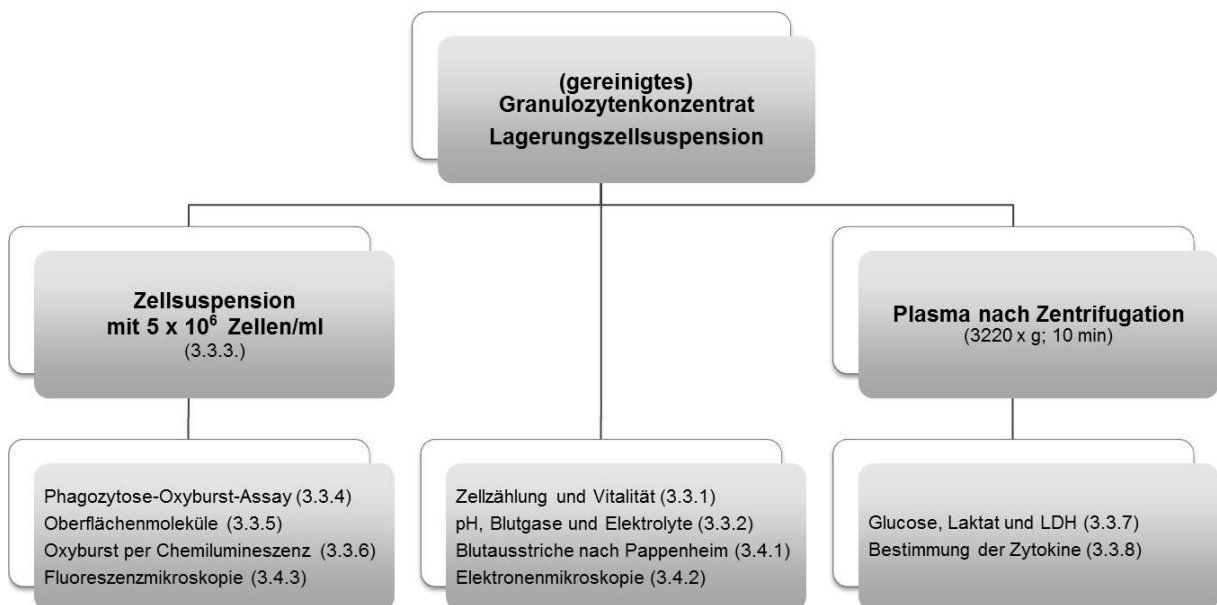 (gereinigtes)
Granulozytenkonzentrat
Lagerungszellsuspension
Zellsuspension
mit 5 x 10⁶ Zellen/ml
(3.3.3.)
Plasma nach Zentrifugation
(3220 x g; 10 min)
Phagozytose-Oxyburst-Assay (3.3.4)
Oberflächenmoleküle (3.3.5)
Oxyburst per Chemilumineszenz (3.3.6)
Fluoreszenzmikroskopie (3.4.3)
Zellzählung und Vitalität (3.3.1)
pH, Blutgase und Elektrolyte (3.3.2)
Blutausstriche nach Pappenheim (3.4.1)
Elektronenmikroskopie (3.4.2)
Glucose, Laktat und LDH (3.3.7)
Bestimmung der Zytokine (3.3.8)